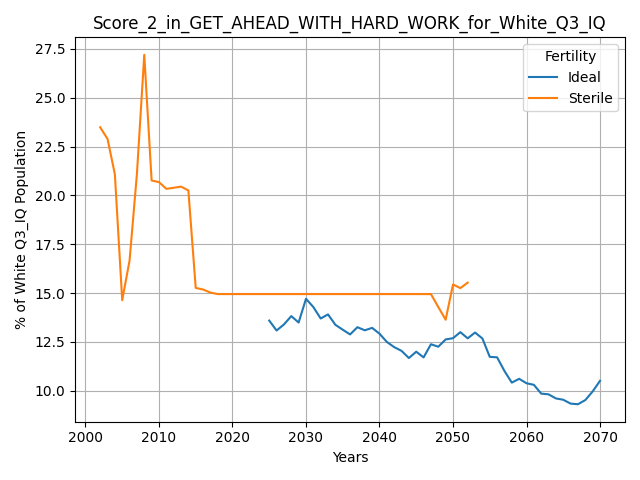 Score_2_in_GET_AHEAD_WITH_HARD_WORK_for_White_Q3_IQ
Fertility
Ideal
Sterile
% of White Q3_IQ Population
27.5
25.0
22.5
20.0
17.5
15.0
12.5
10.0
2000 2010 2020 2030 2040 2050 2060 2070
Years